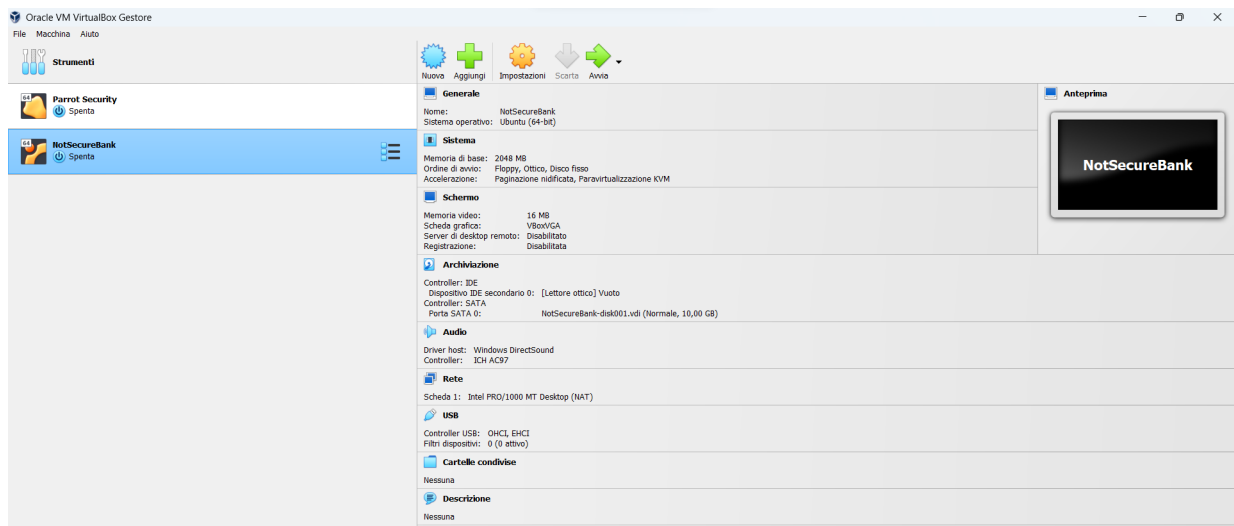 Oracle VM VirtualBox Gestore
File Macchina Aiuto
Strumenti
64
Parrot Security
Spenta
64
NotSecureBank
Spenta
Nuova Aggiungi Impostazioni Scarta Avvia
Generale
Nome: NotSecureBank
Sistema operativo: Ubuntu (64-bit)
Sistema
Memoria di base: 2048 MB
Ordine di avvio: Floppy, Ottico, Disco fisso
Accelerazione: Paginazione nidificata, Paravirtualizzazione KVM
Schermo
Memoria video: 16 MB
Scheda grafica: VBoxVGA
Server di desktop remoto: Disabilitato
Registrazione: Disabilitata
Archiviazione
Controller: IDE
Dispositivo IDE secondario 0: [Lettore ottico] Vuoto
Controller: SATA
Porta SATA 0: NotSecureBank-disk001.vdi (Normale, 10,00 GB)
Audio
Driver host: Windows DirectSound
Controller: ICH AC97
Rete
Scheda 1: Intel PRO/1000 MT Desktop (NAT)
USB
Controller USB: OHCI, EHCI
Filtri dispositivi: 0 (0 attivo)
Cartelle condivise
Nessuna
Descrizione
Nessuna
Anteprima
NotSecureBank